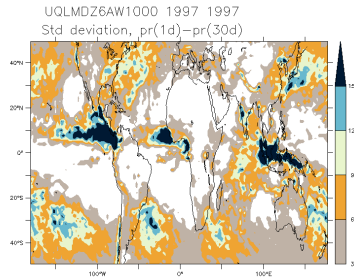 UQLMDZ6AW1000 1997 1997
Std deviation, pr(1d)-pr(30d)
40°N
20°N
0°
20°S
40°S
100°W 0° 100°E
15
12
9
6
3